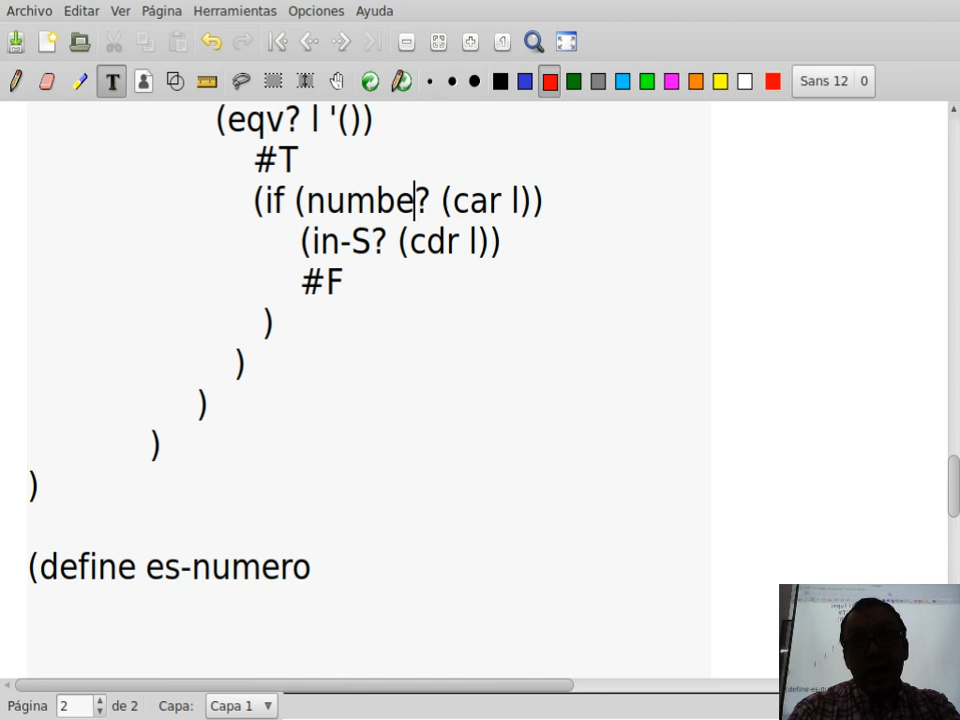 Archivo Editar Ver Página Herramientas Opciones Ayuda
T Sans 12 0
(eqv? l '())
#T
(if (numbe? (car l))
(in-S? (cdr l))
#F
)
)
)
)
)
(define es-numero
Página 2 de 2 Capa: Capa 1